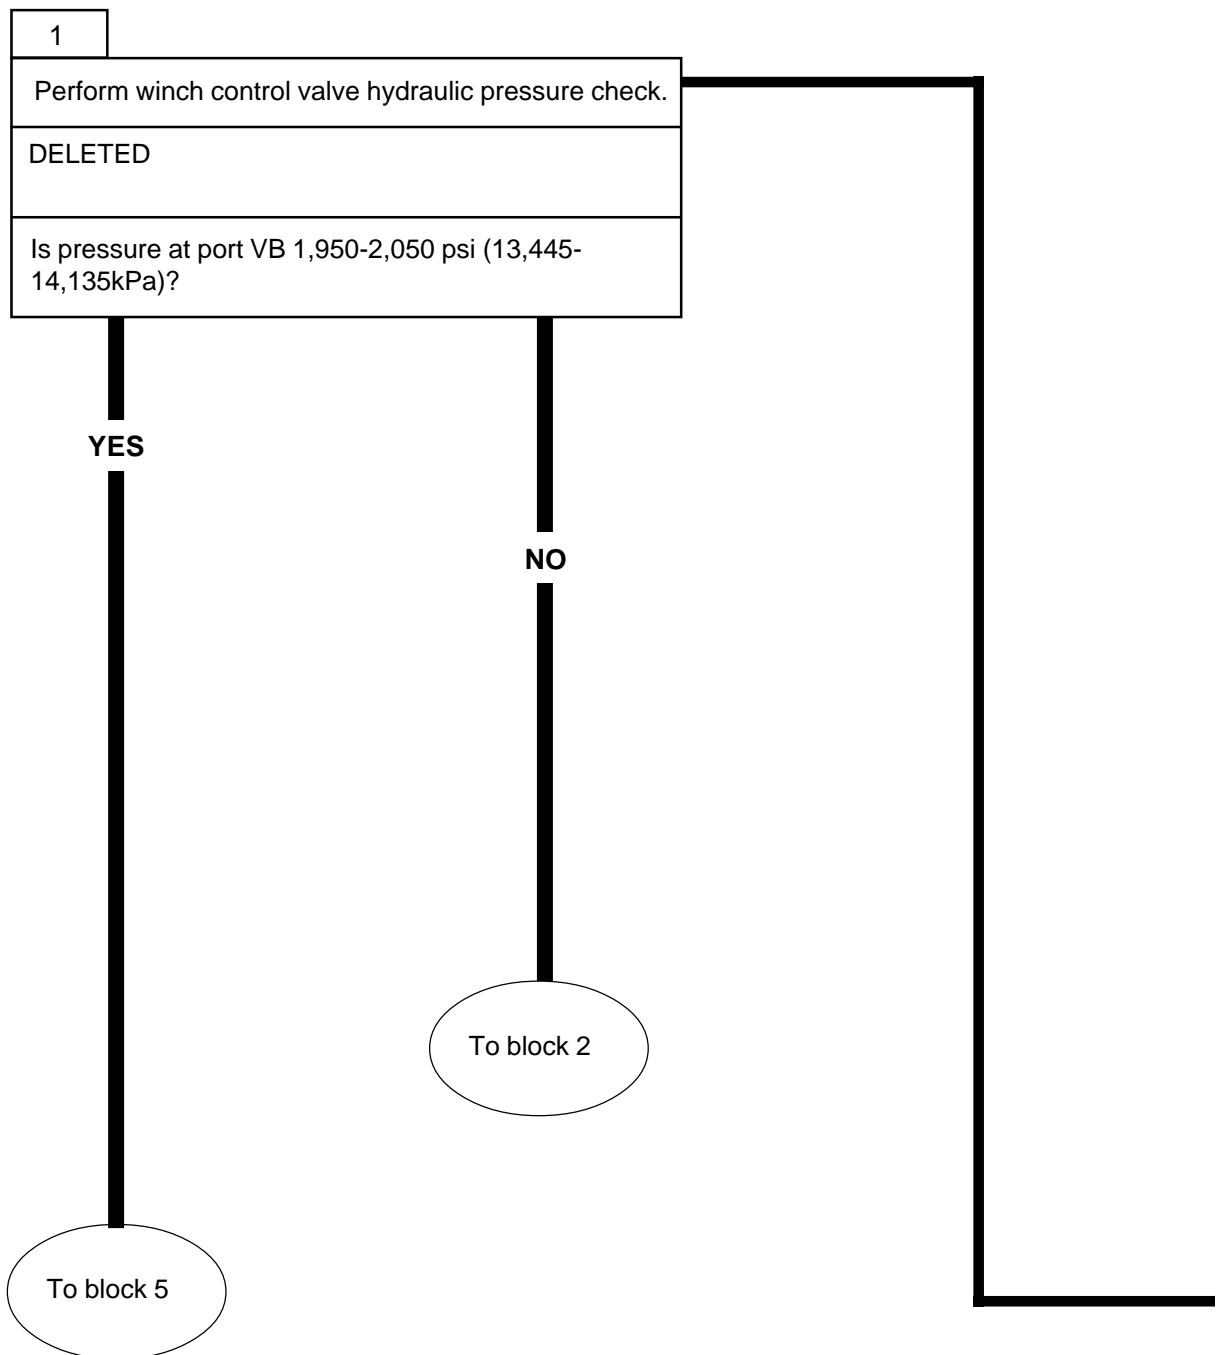 1
Perform winch control valve hydraulic pressure check.
DELETED
Is pressure at port VB 1,950-2,050 psi (13,445-
14,135kPa)?
YES
NO
To block 2
To block 5